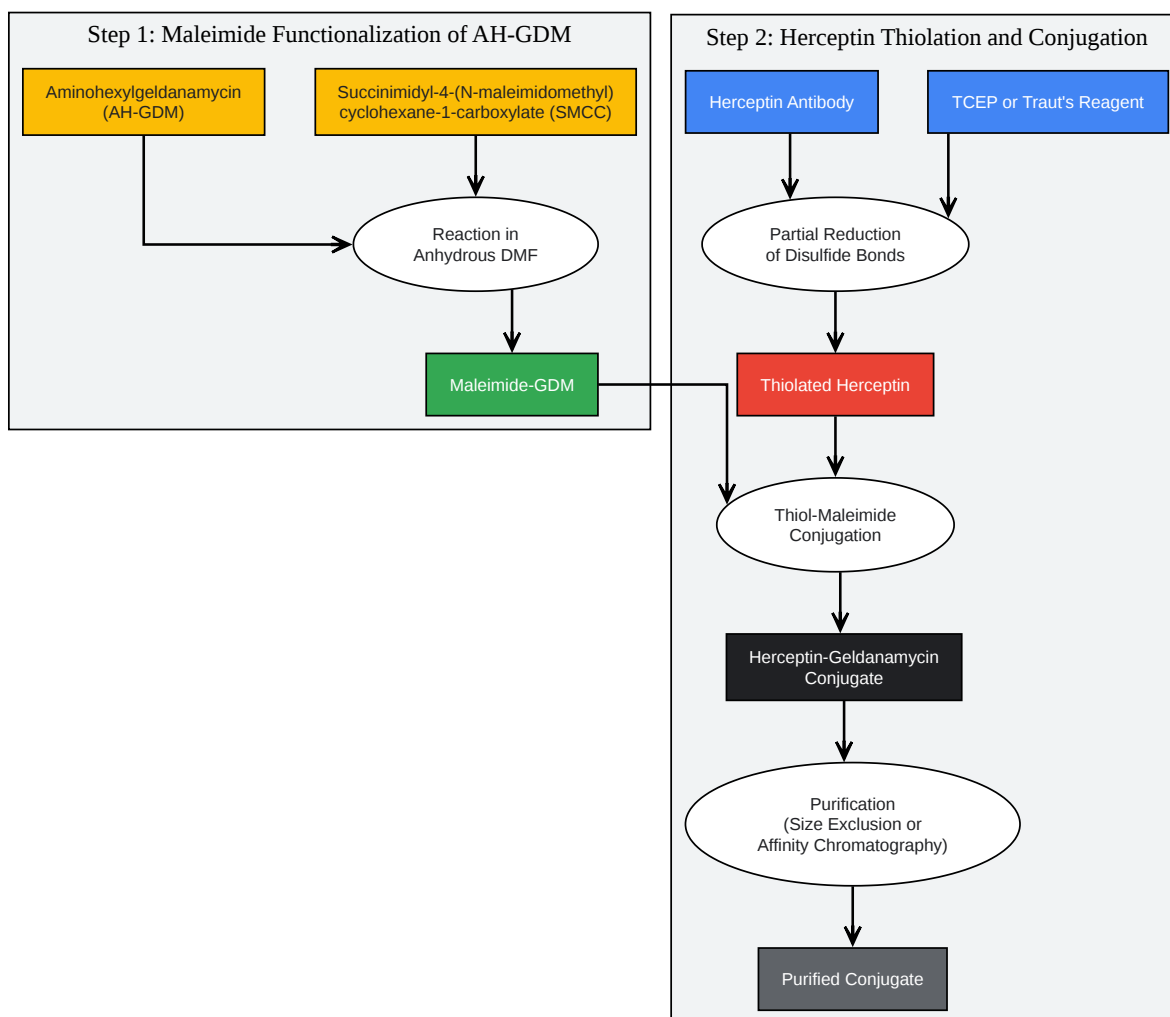 Step 1: Maleimide Functionalization of AH-GDM
Aminohexylgeldanamycin
(AH-GDM)
Succinimidyl-4-(N-maleimidomethyl)
cyclohexane-1-carboxylate (SMCC)
Reaction in
Anhydrous DMF
Maleimide-GDM
Step 2: Herceptin Thiolation and Conjugation
Herceptin Antibody
TCEP or Traut's Reagent
Partial Reduction
of Disulfide Bonds
Thiolated Herceptin
Thiol-Maleimide
Conjugation
Herceptin-Geldanamycin
Conjugate
Purification
(Size Exclusion or
Affinity Chromatography)
Purified Conjugate